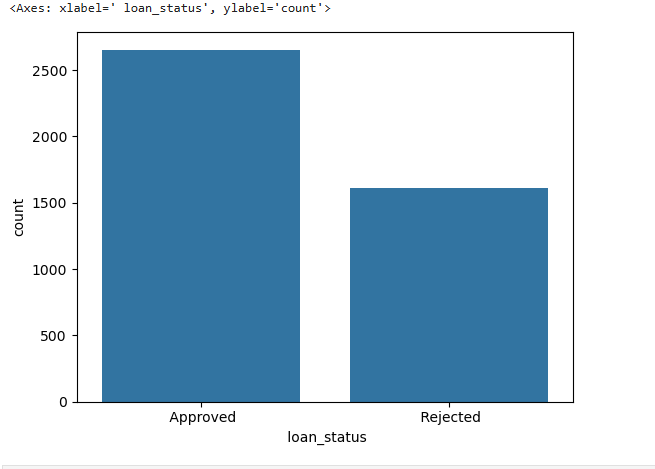 <Axes: xlabel=' loan_status', ylabel='count'>
2500
2000
1500
1000
500
0
count
Approved Rejected
loan_status